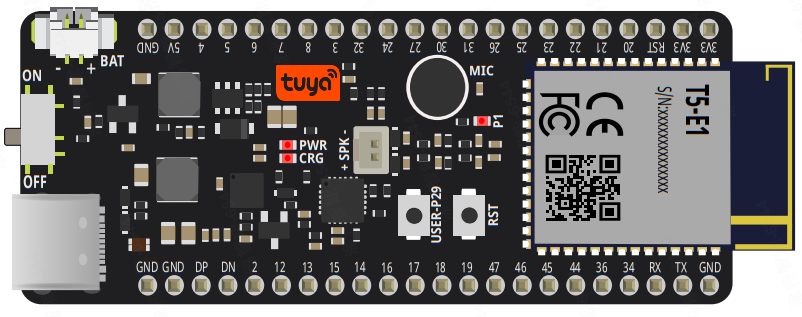 GND 5V 4 5 6 7 8 3 32 24 27 30 31 26 25 23 22 21 20 RST 3V3 3V3
- + BAT
ON
OFF
tuya
MIC
P1
PWR
CRG
+ SPK -
USER-P29
RST
T5-E1
S/N:xxxxxxxxxxxxxxxx
FC CE
GND GND DP DN 2 12 13 15 14 16 17 18 19 47 46 45 44 36 34 RX TX GND